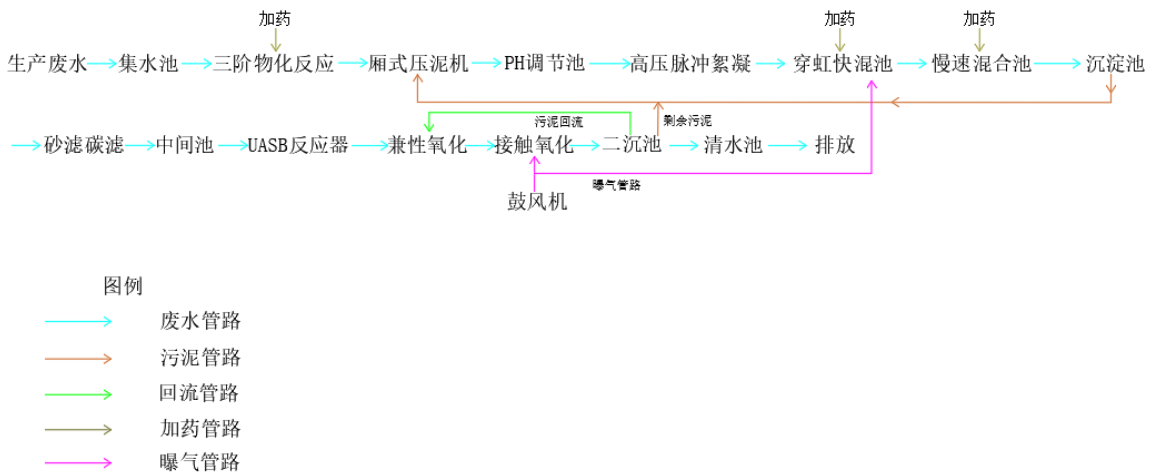 加药 加药 加药
生产废水 集水池 三阶物化反应 厢式压泥机 PH调节池 高压脉冲絮凝 穿虹快混池 慢速混合池 沉淀池
污泥回流 剩余污泥
砂滤碳滤 中间池 UASB反应器 兼性氧化 接触氧化 二沉池 清水池 排放
曝气管路
鼓风机
图例
废水管路
污泥管路
回流管路
加药管路
曝气管路